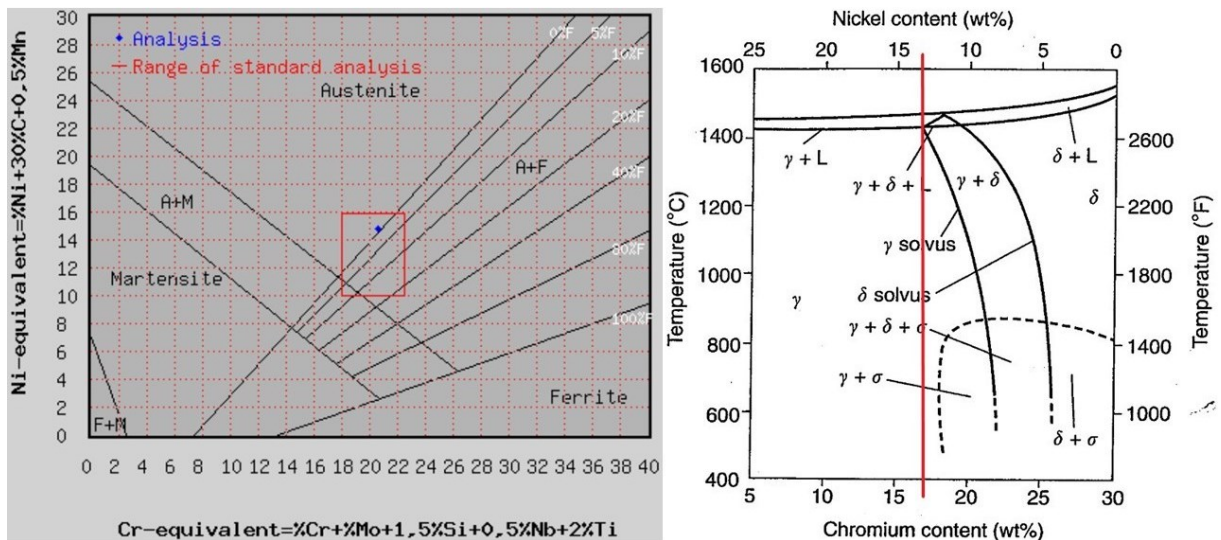 Ni-equivalent=%Ni+30%C+0,5%Mn
30
28
26
24
22
20
18
16
14
12
10
8
6
4
2
0
Analysis
Range of standard analysis
0%F
5%F
10%F
20%F
40%F
80%F
100%F
Austenite
A+F
A+M
Martensite
Ferrite
F+M
0 2 4 6 8 10 12 14 16 18 20 22 24 26 28 30 32 34 36 38 40
Cr-equivalent=%Cr+%Mo+1,5%Si+0,5%Nb+2%Ti
Nickel content (wt%)
25 20 15 10 5 0
Temperature (°C)
1600
1400
1200
1000
800
600
400
γ + L
γ + δ + L
γ + δ
δ + L
δ
γ solvus
δ solvus
γ
γ + δ + σ
γ + σ
δ + σ
2600
2200
1800
1400
1000
Temperature (°F)
5 10 15 20 25 30
Chromium content (wt%)